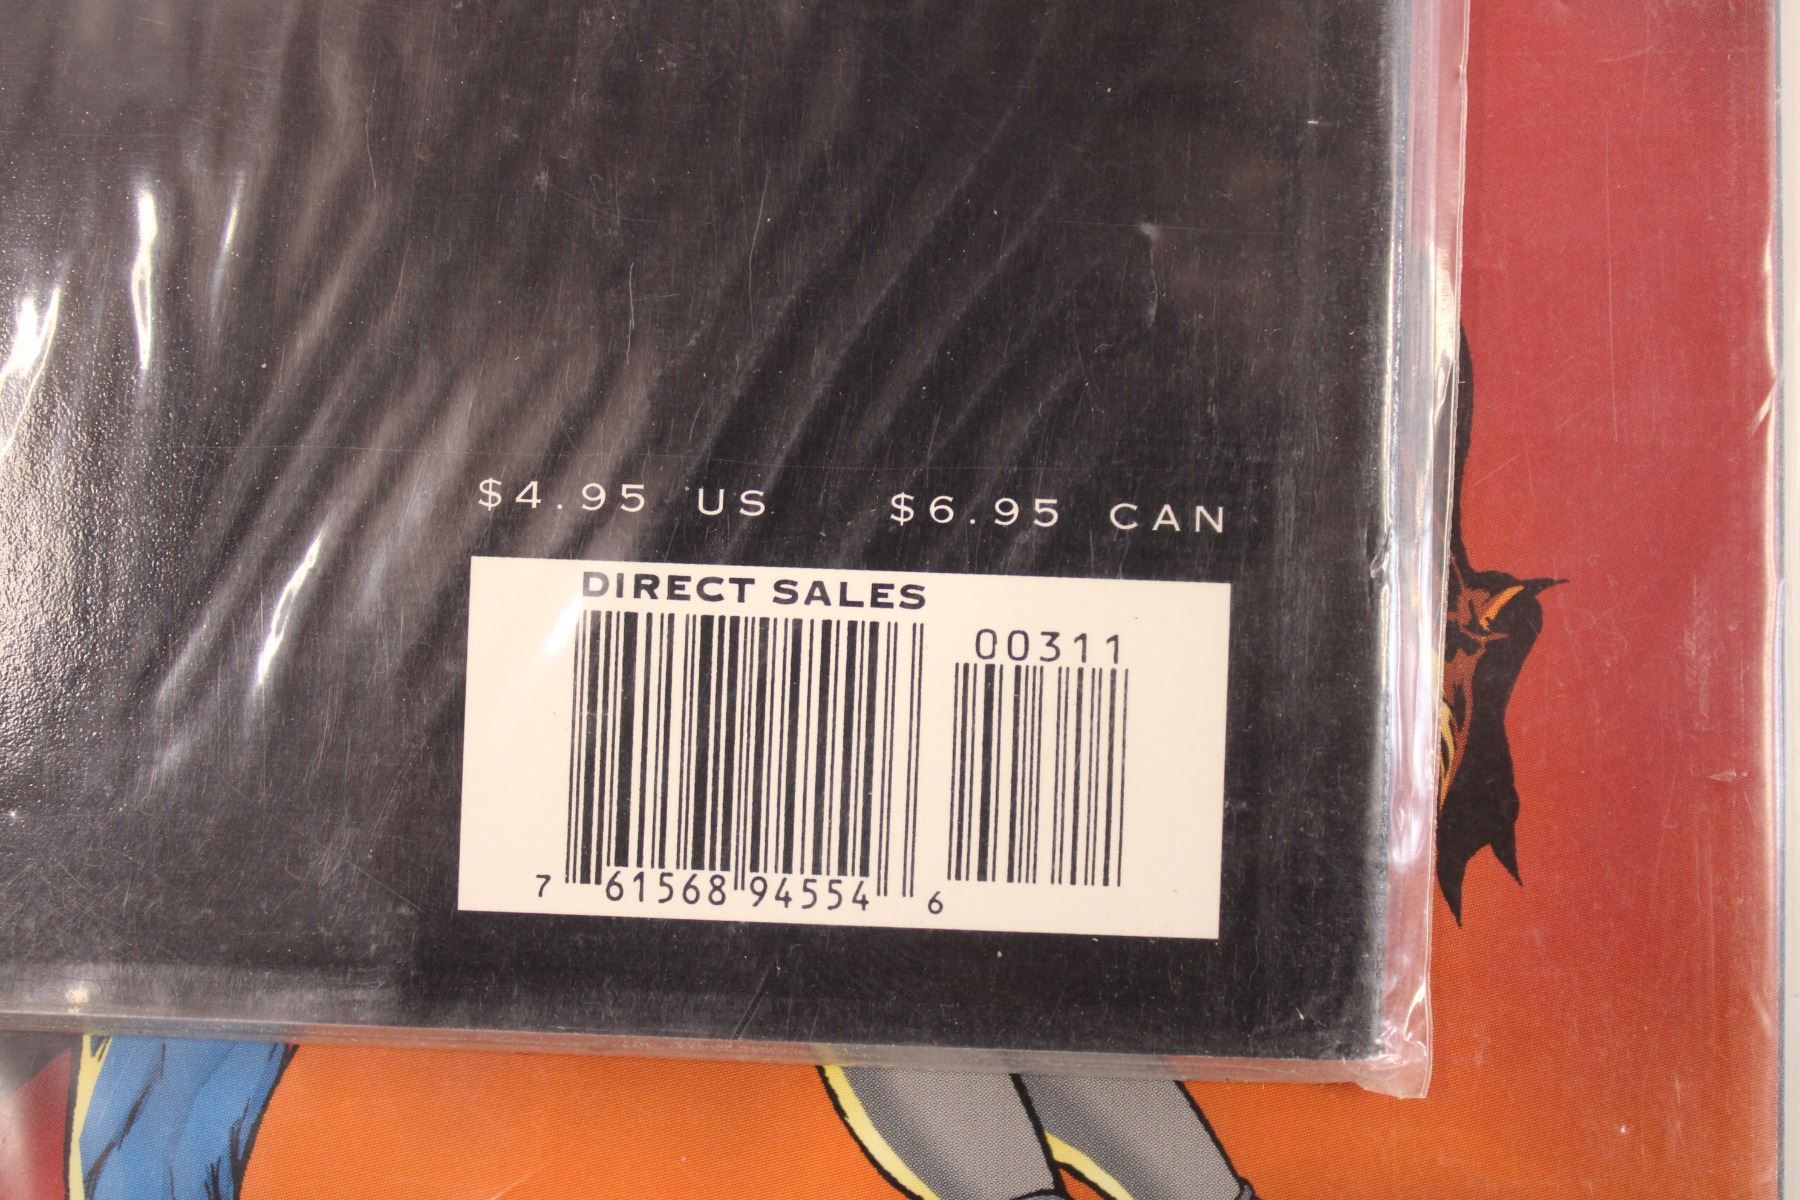 $4.95 US $6.95 CAN
DIRECT SALES
00311
7 61568 94554 6